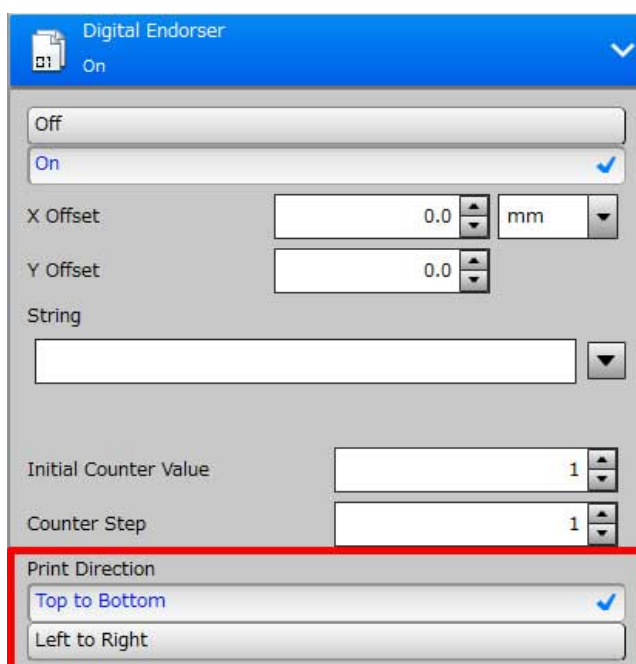 Digital Endorser
01
On
Off
On
X Offset 0.0 mm
Y Offset 0.0
String
Initial Counter Value 1
Counter Step 1
Print Direction
Top to Bottom
Left to Right